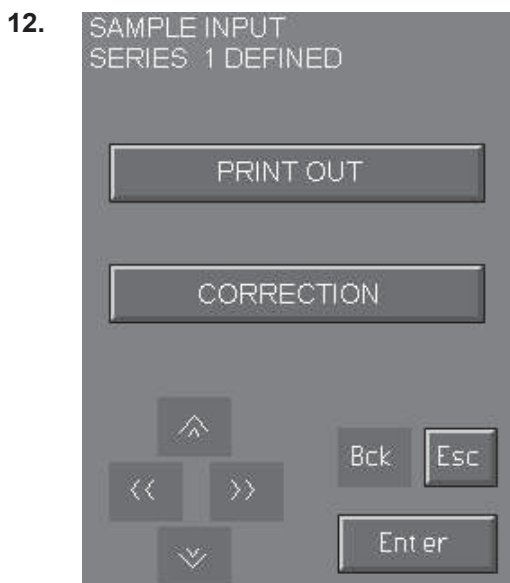 12.
SAMPLE INPUT
SERIES 1 DEFINED
PRINT OUT
CORRECTION
<< >>
Bck Esc
Enter